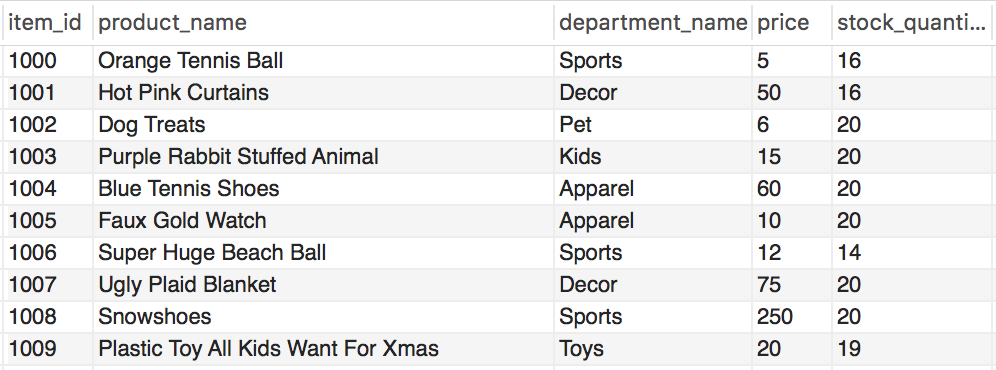 item_id product_name department_name price stock_quanti...
1000 Orange Tennis Ball Sports 5 16
1001 Hot Pink Curtains Decor 50 16
1002 Dog Treats Pet 6 20
1003 Purple Rabbit Stuffed Animal Kids 15 20
1004 Blue Tennis Shoes Apparel 60 20
1005 Faux Gold Watch Apparel 10 20
1006 Super Huge Beach Ball Sports 12 14
1007 Ugly Plaid Blanket Decor 75 20
1008 Snowshoes Sports 250 20
1009 Plastic Toy All Kids Want For Xmas Toys 20 19